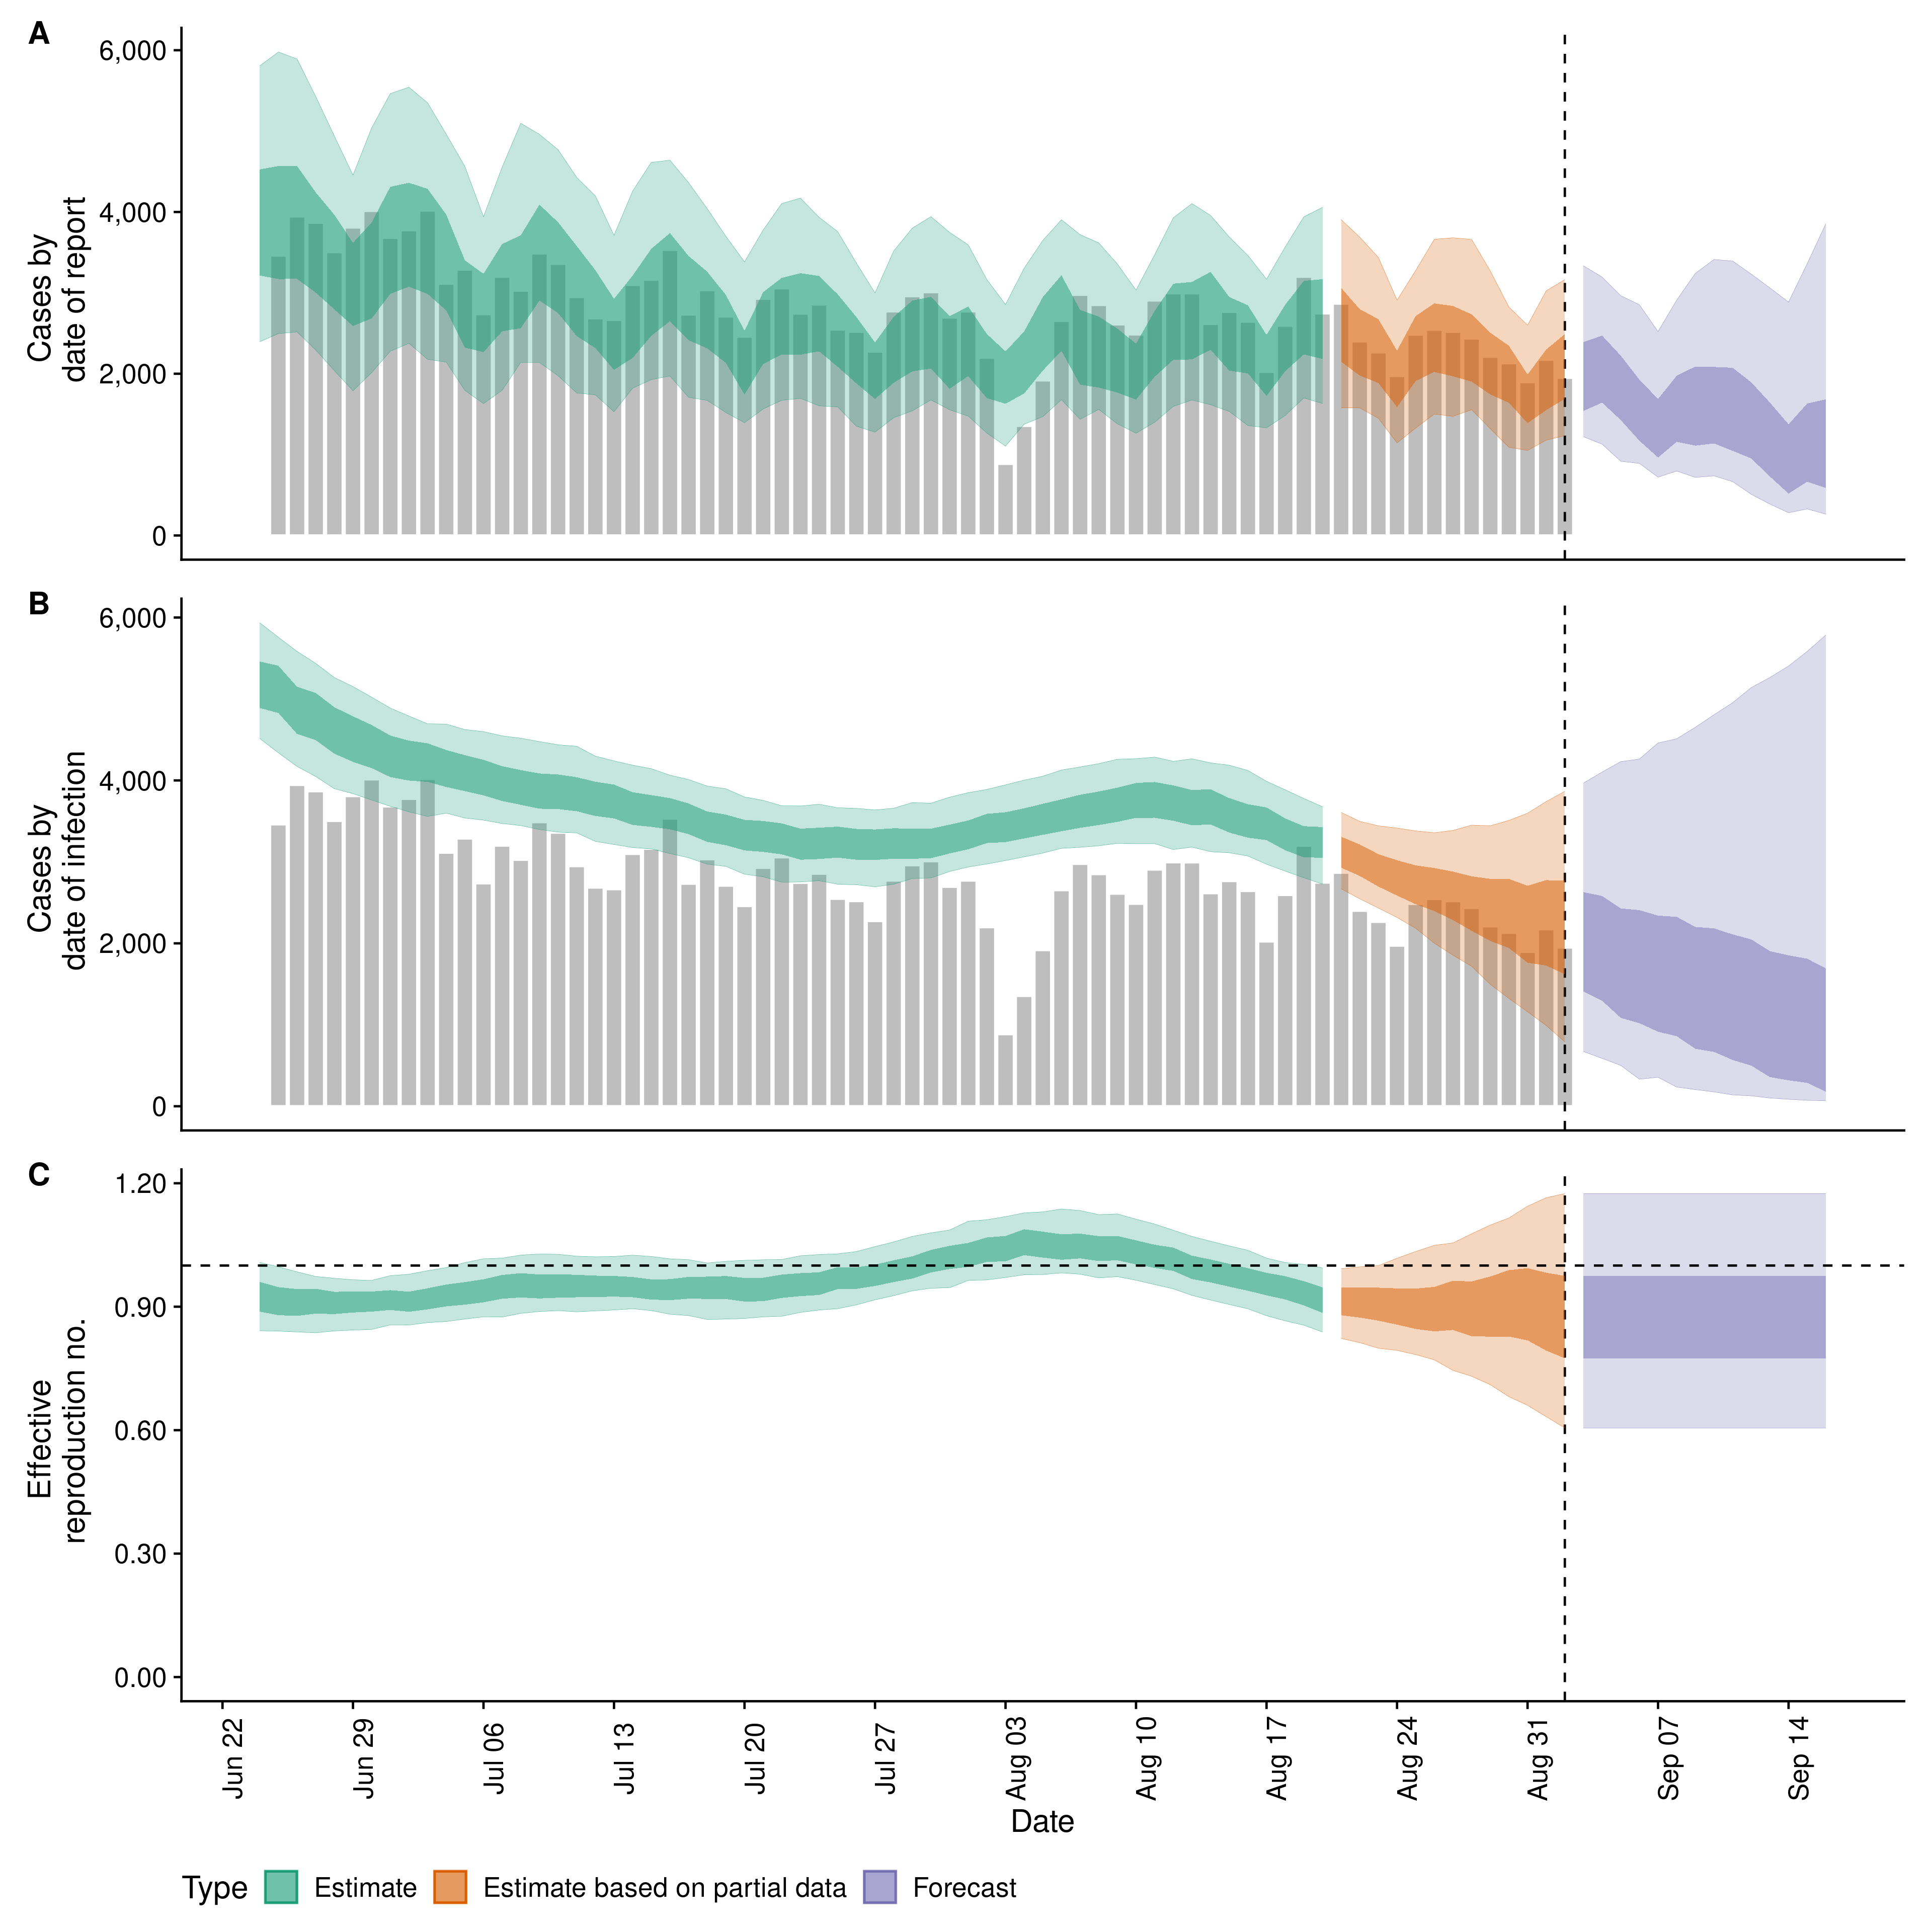 A
6,000
4,000
2,000
0
Cases by
date of report
B
6,000
4,000
2,000
0
Cases by
date of infection
C
1.20
0.90
0.60
0.30
0.00
Effective
reproduction no.
Jun 22
Jun 29
Jul 06
Jul 13
Jul 20
Jul 27
Aug 03
Aug 10
Aug 17
Aug 24
Aug 31
Sep 07
Sep 14
Date
Type Estimate Estimate based on partial data Forecast